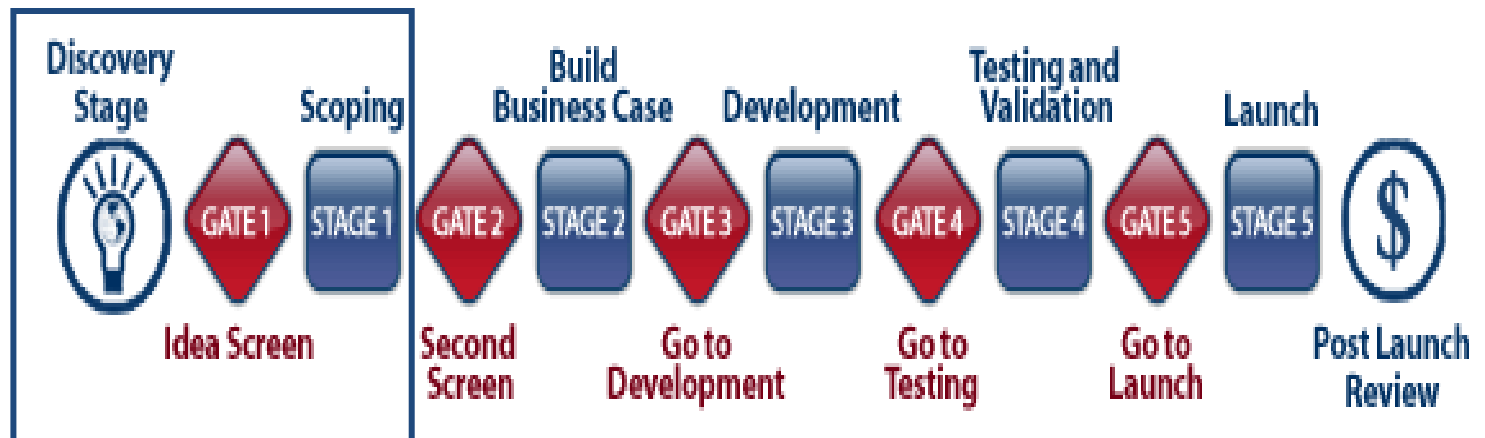 Discovery
Stage
Scoping
Build
Business Case
Development
Testing and
Validation
Launch
GATE 1
STAGE 1
GATE 2
STAGE 2
GATE 3
STAGE 3
GATE 4
STAGE 4
GATE 5
STAGE 5
$
Idea Screen
Second
Screen
Go to
Development
Go to
Testing
Go to
Launch
Post Launch
Review